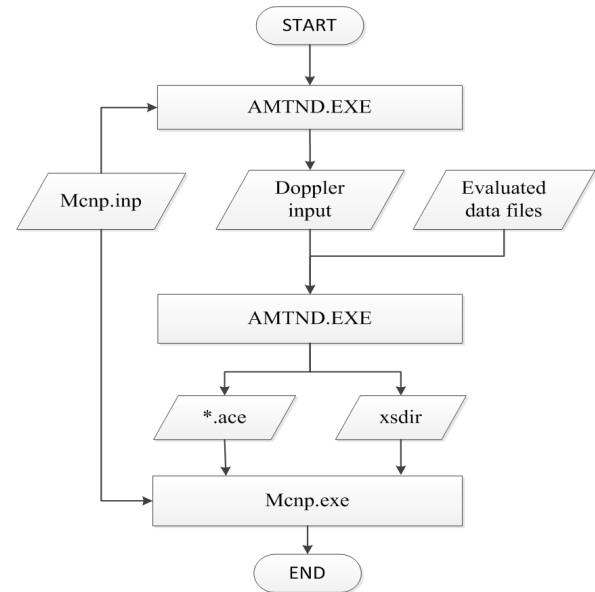 START
AMTND.EXE
Mcnp.inp
Doppler
input
Evaluated
data files
AMTND.EXE
*.ace
xsdir
Mcnp.exe
END